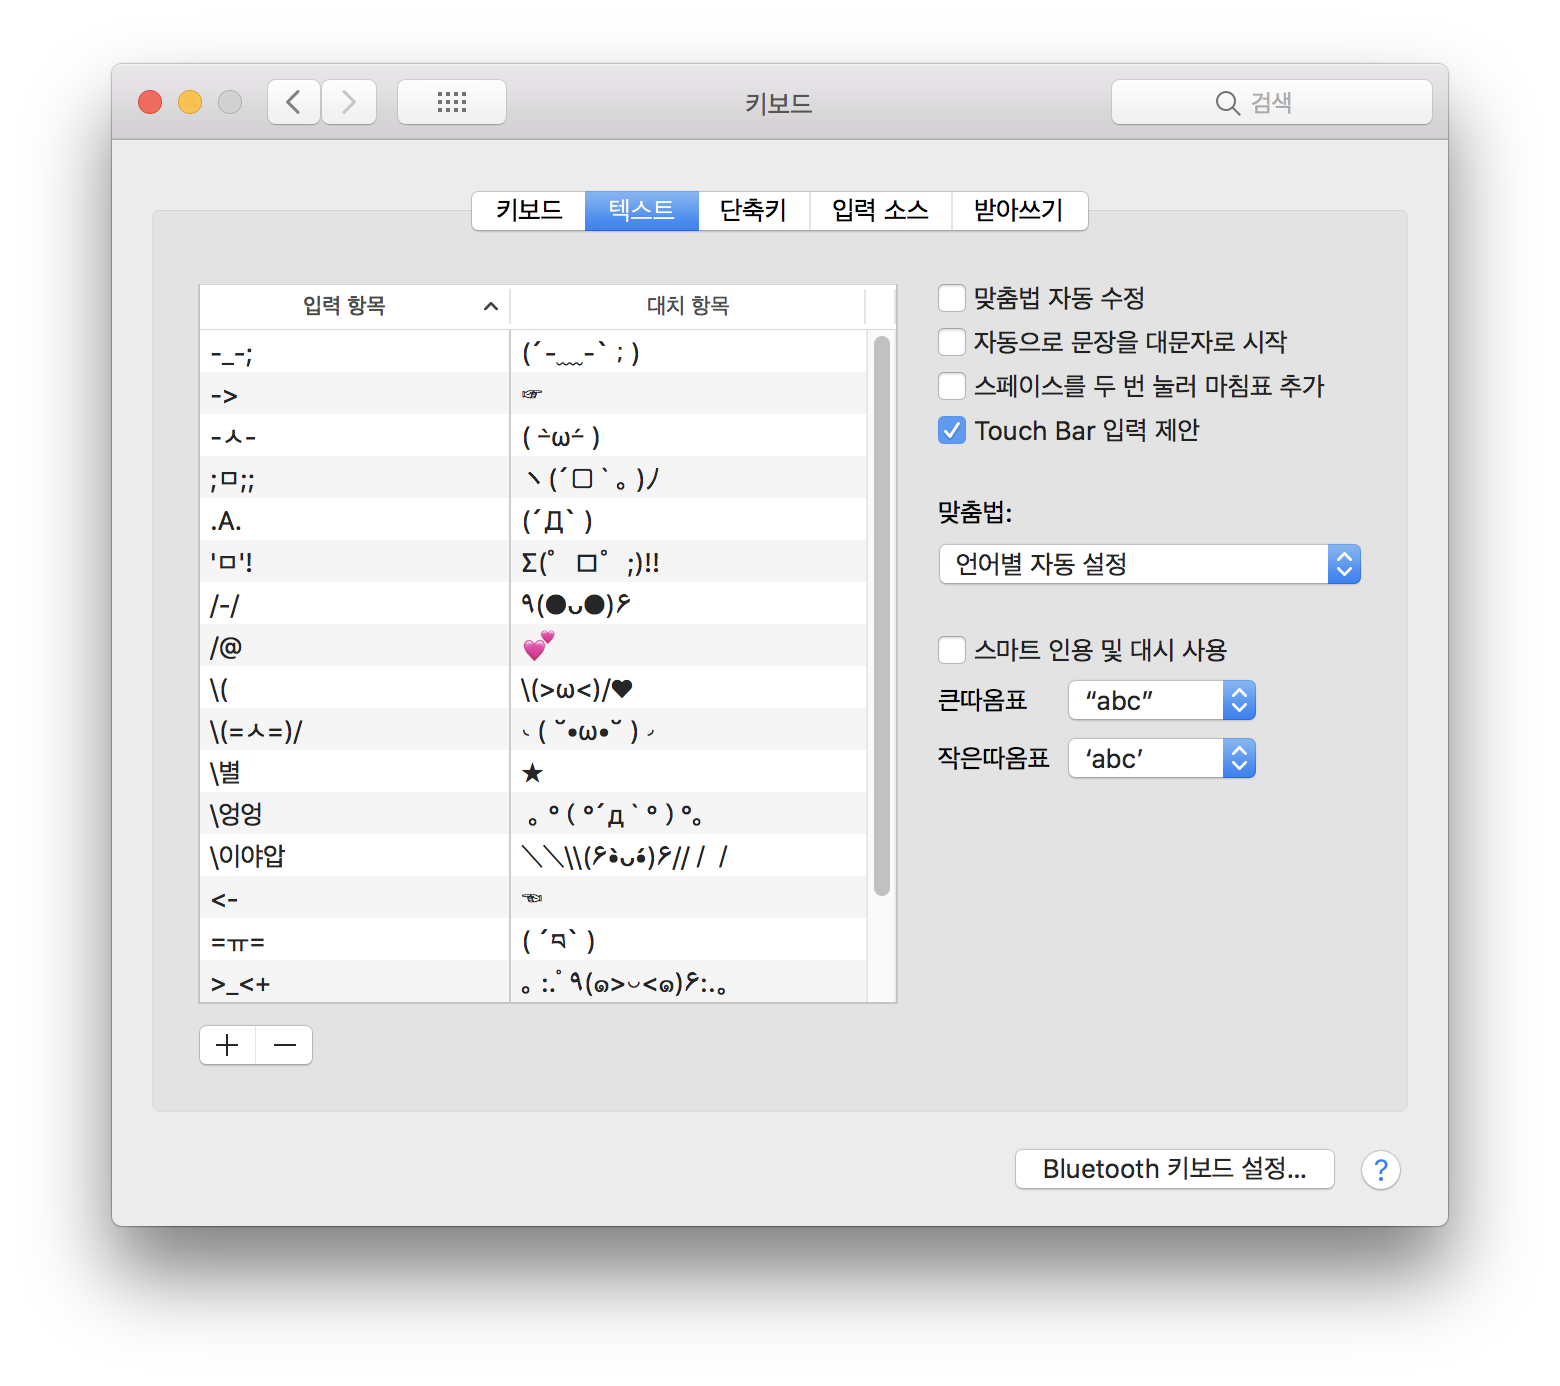 키보드
검색
키보드 텍스트 단축키 입력 소스 받아쓰기
입력 항목 대치 항목
-_-; (´-﹏-` ; )
-> ☞
-ㅅ- ( ｰ̀ωｰ́ )
;ㅁ;; ヽ(´□｀。)ﾉ
.A. (´Д` )
'ㅁ'! Σ(ﾟ ロﾟ ;)!!
/-/ ٩(●ᴗ●)۶
/@ 💕
\( \(>ω<)/♥
\(=ㅅ=)/ ◟( ˘•ω•˘ )◞
\별 ★
\엉엉 。° ( °´д｀° ) °。
\이야압 ＼＼\\(۶•̀ᴗ•́)۶//／／
<- ☜
=ㅠ= ( ´ཌ` )
>_<+ ｡ :.ﾟ٩(๑>◡<๑)۶:.｡
맞춤법 자동 수정
자동으로 문장을 대문자로 시작
스페이스를 두 번 눌러 마침표 추가
Touch Bar 입력 제안
맞춤법:
언어별 자동 설정
스마트 인용 및 대시 사용
큰따옴표 “abc”
작은따옴표 ‘abc’
Bluetooth 키보드 설정...
?